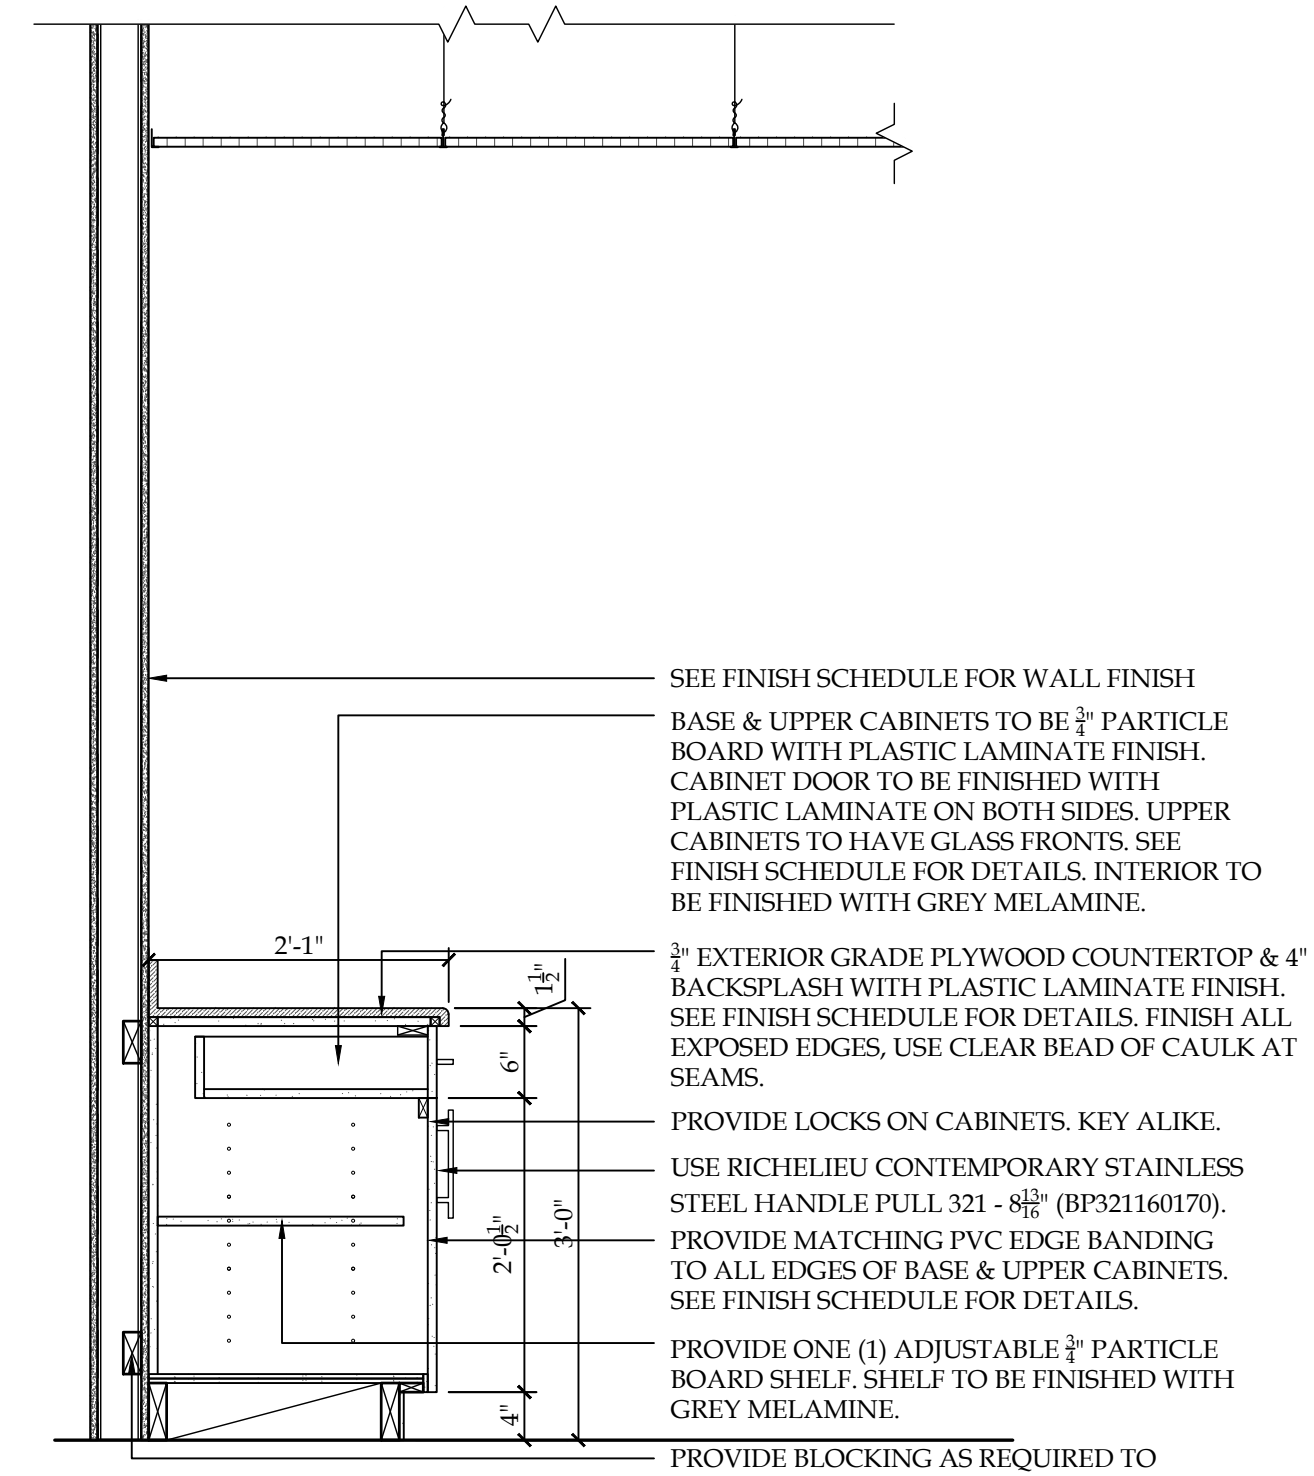 SEE FINISH SCHEDULE FOR WALL FINISH
BASE & UPPER CABINETS TO BE 3/4" PARTICLE
BOARD WITH PLASTIC LAMINATE FINISH.
CABINET DOOR TO BE FINISHED WITH
PLASTIC LAMINATE ON BOTH SIDES. UPPER
CABINETS TO HAVE GLASS FRONTS. SEE
FINISH SCHEDULE FOR DETAILS. INTERIOR TO
BE FINISHED WITH GREY MELAMINE.
2'-1"
3/4" EXTERIOR GRADE PLYWOOD COUNTERTOP & 4"
BACKSPLASH WITH PLASTIC LAMINATE FINISH.
SEE FINISH SCHEDULE FOR DETAILS. FINISH ALL
EXPOSED EDGES, USE CLEAR BEAD OF CAULK AT
SEAMS.
1 1/2"
6"
PROVIDE LOCKS ON CABINETS. KEY ALIKE.
USE RICHELIEU CONTEMPORARY STAINLESS
STEEL HANDLE PULL 321 - 8 13/16" (BP321160170).
2'-0 1/2"
3'-0"
PROVIDE MATCHING PVC EDGE BANDING
TO ALL EDGES OF BASE & UPPER CABINETS.
SEE FINISH SCHEDULE FOR DETAILS.
PROVIDE ONE (1) ADJUSTABLE 3/4" PARTICLE
BOARD SHELF. SHELF TO BE FINISHED WITH
GREY MELAMINE.
4"
PROVIDE BLOCKING AS REQUIRED TO